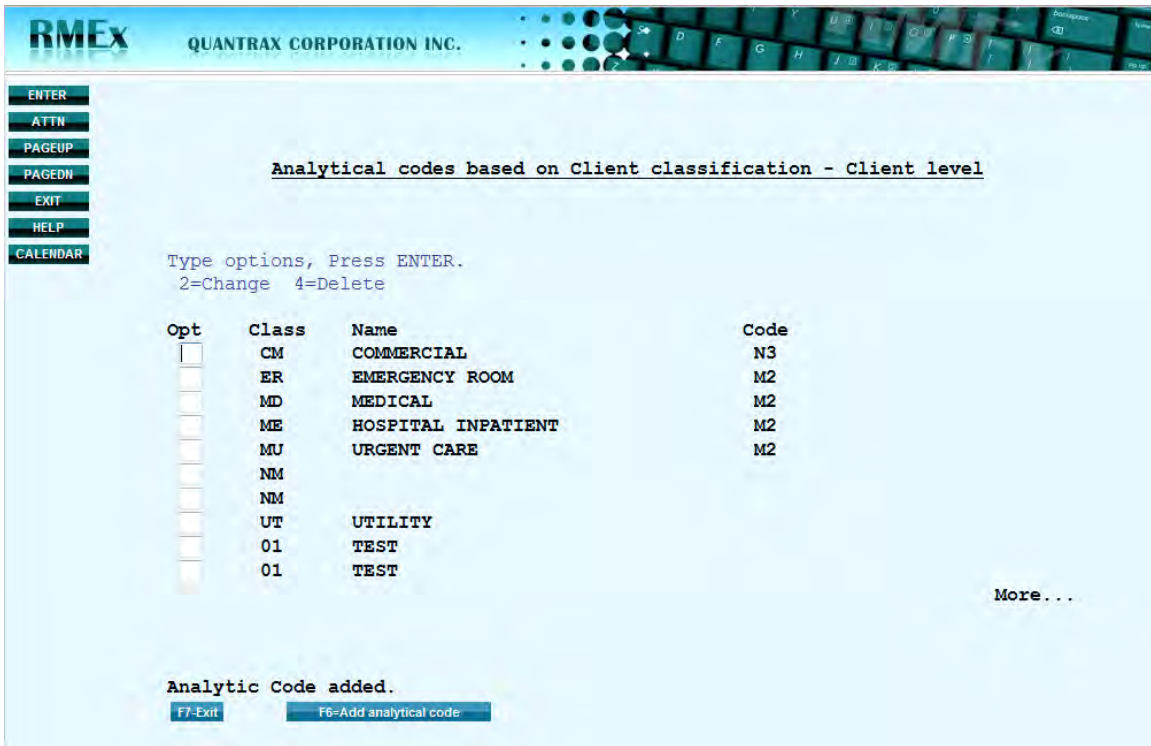 RMEx QUANTRAX CORPORATION INC.
ENTER
ATTN
PAGEUP
PAGEDN
EXIT
HELP
CALENDAR
Analytical codes based on Client classification - Client level
Type options, Press ENTER.
2=Change 4=Delete
Opt Class Name Code
CM COMMERCIAL N3
ER EMERGENCY ROOM M2
MD MEDICAL M2
ME HOSPITAL INPATIENT M2
MU URGENT CARE M2
NM
NM
UT UTILITY
01 TEST
01 TEST
More...
Analytic Code added.
F7-Exit F6=Add analytical code